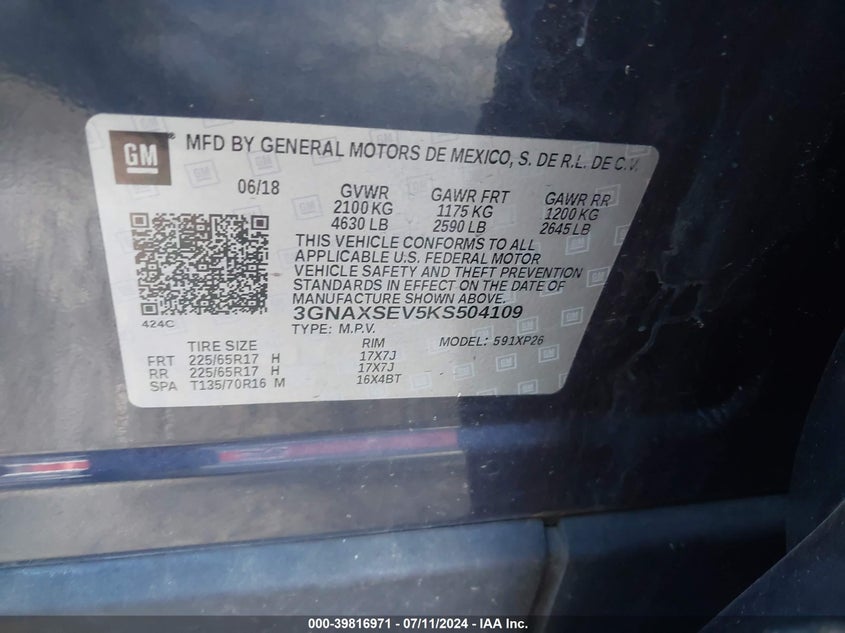 GM ® MFD BY GENERAL MOTORS DE MEXICO, S. DE R.L. DE C.V.
06/18 GVWR GAWR FRT GAWR RR
2100 KG 1175 KG 1200 KG
4630 LB 2590 LB 2645 LB
THIS VEHICLE CONFORMS TO ALL
APPLICABLE U.S. FEDERAL MOTOR
VEHICLE SAFETY AND THEFT PREVENTION
STANDARDS IN EFFECT ON THE DATE OF
MANUFACTURE SHOWN ABOVE.
424C 3GNAXSEV5KS504109
TYPE: M.P.V.
TIRE SIZE RIM MODEL: 591XP26
FRT 225/65R17 H 17X7J
RR 225/65R17 H 17X7J
SPA T135/70R16 M 16X4BT
000-39816971 - 07/11/2024 - IAA Inc.